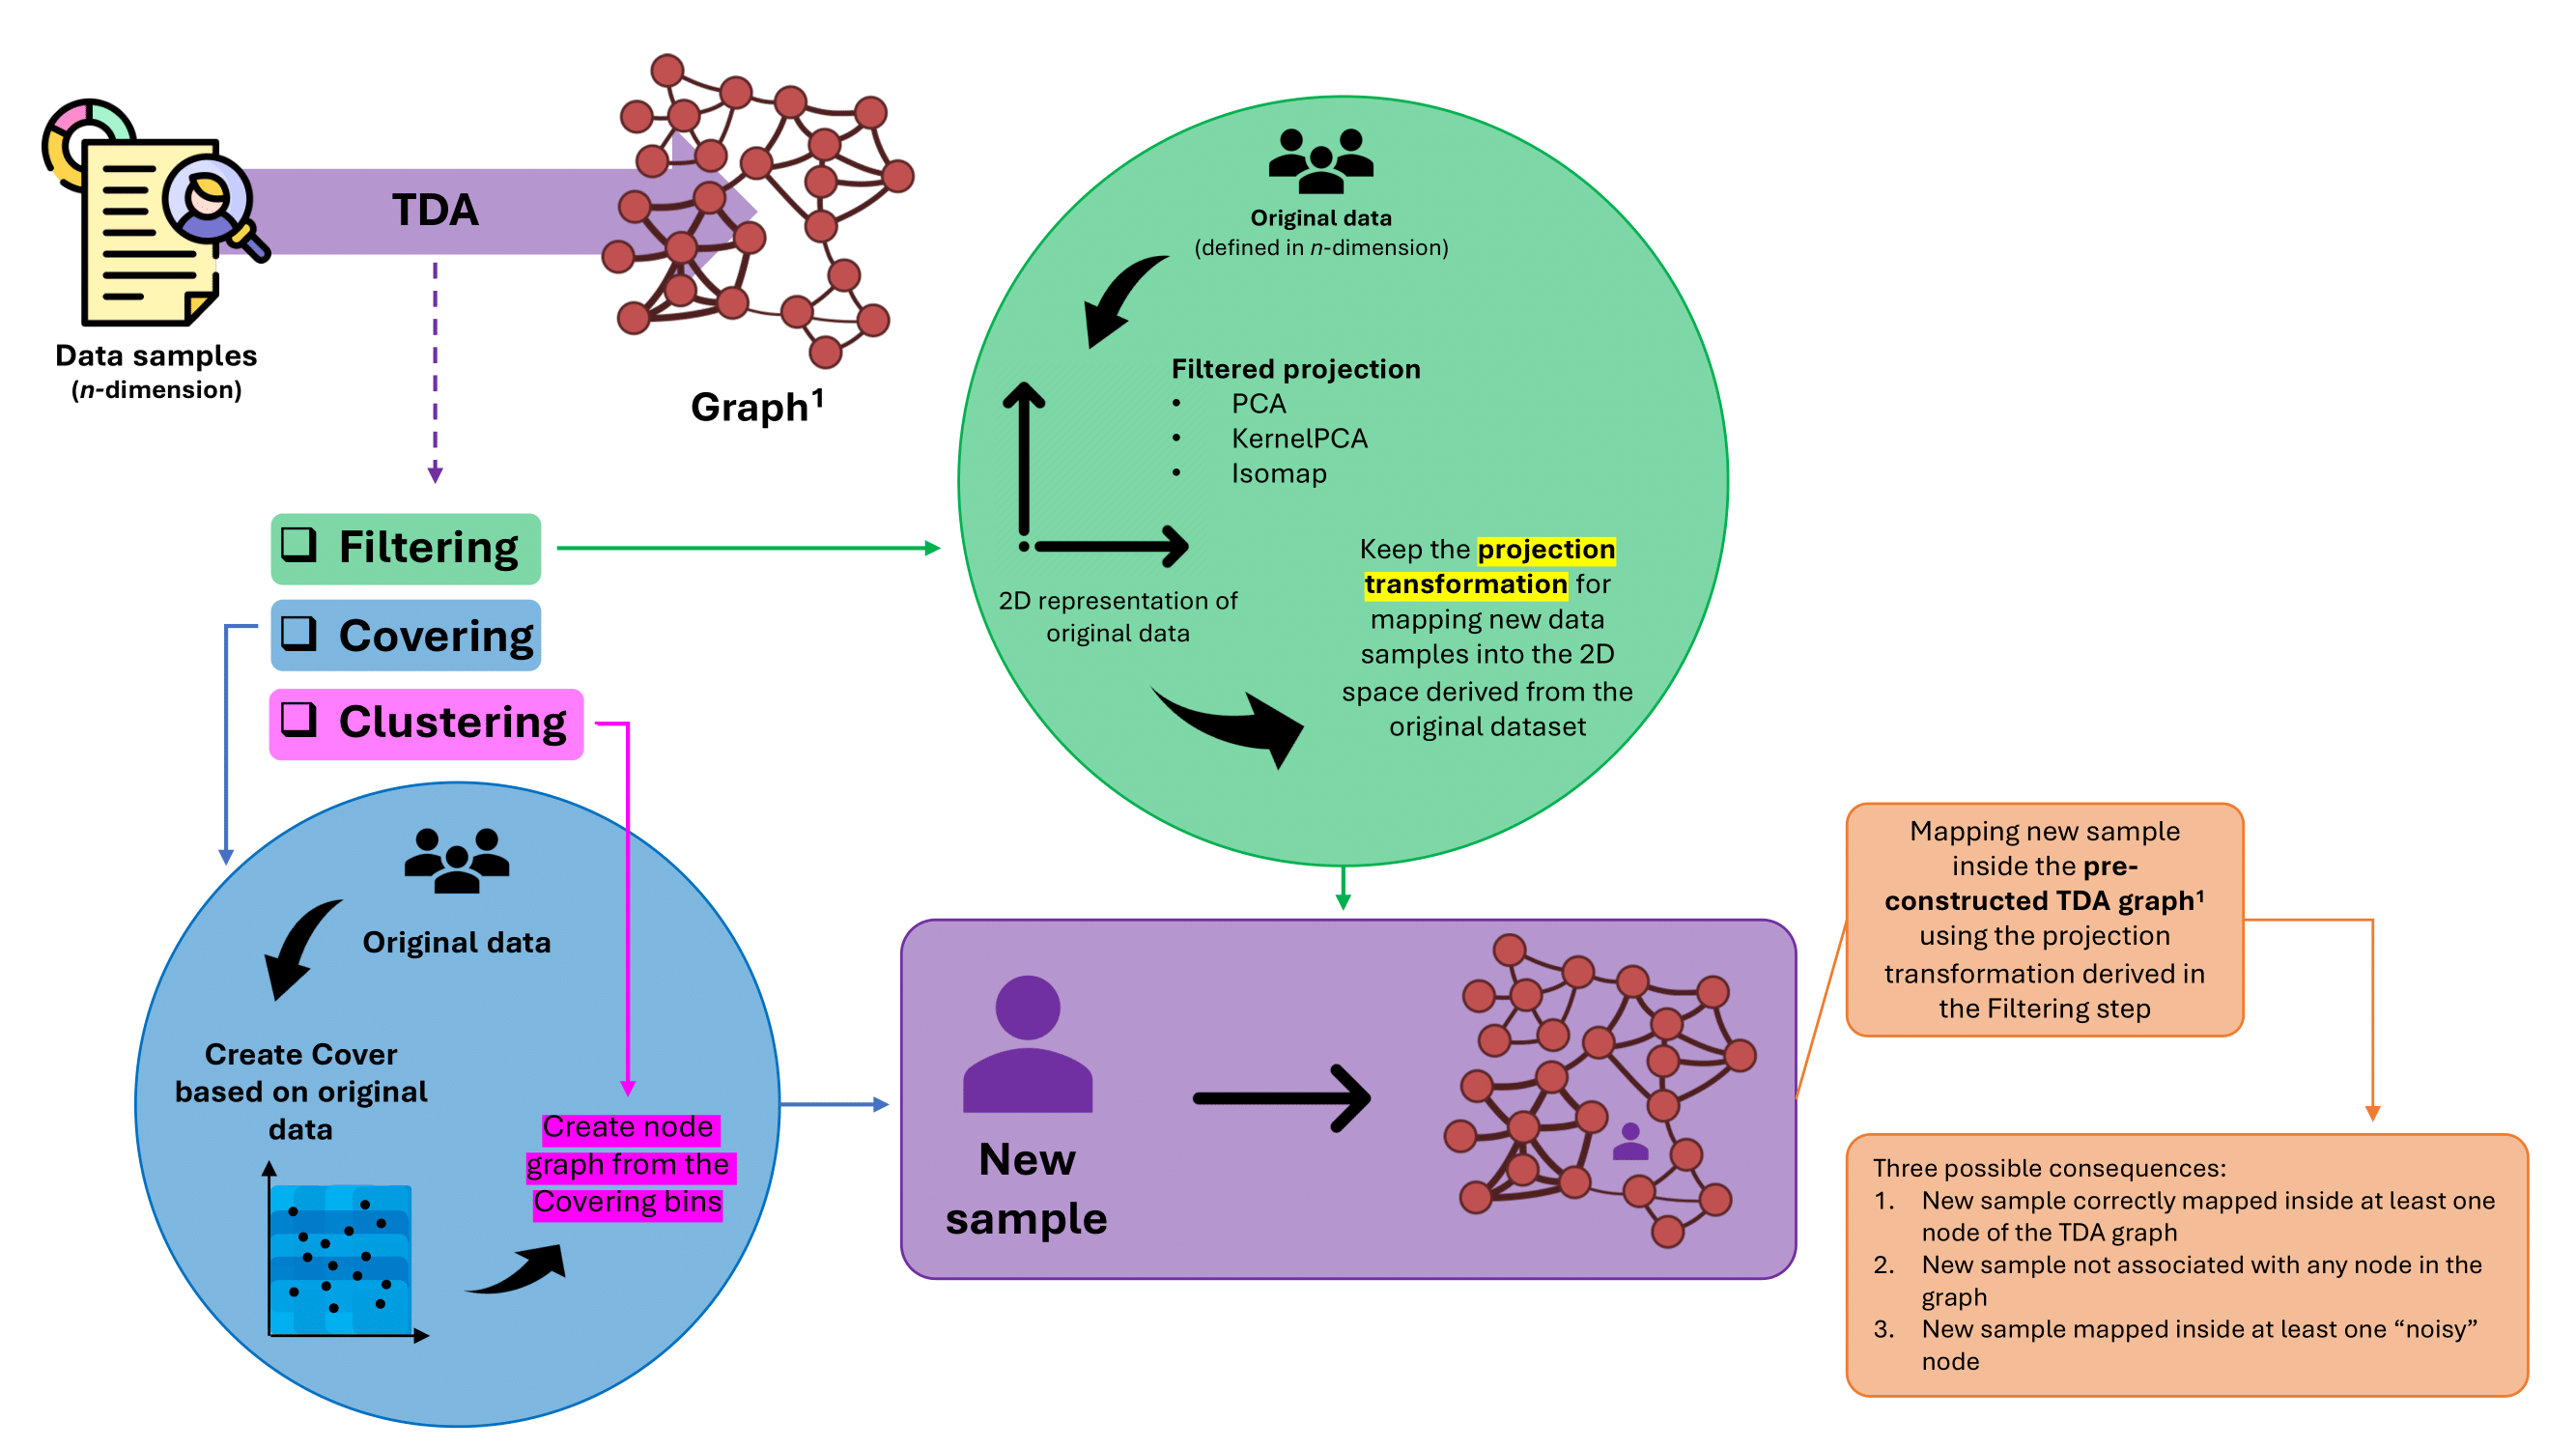 TDA
Data samples
(n-dimension)
Graph¹
❑ Filtering
❑ Covering
❑ Clustering
Original data
(defined in n-dimension)
Filtered projection
• PCA
• KernelPCA
• Isomap
2D representation of
original data
Keep the projection
transformation for
mapping new data
samples into the 2D
space derived from the
original dataset
Original data
Create Cover
based on original
data
Create node
graph from the
Covering bins
New
sample
Mapping new sample
inside the pre-
constructed TDA graph¹
using the projection
transformation derived in
the Filtering step
Three possible consequences:
1. New sample correctly mapped inside at least one
node of the TDA graph
2. New sample not associated with any node in the
graph
3. New sample mapped inside at least one “noisy”
node